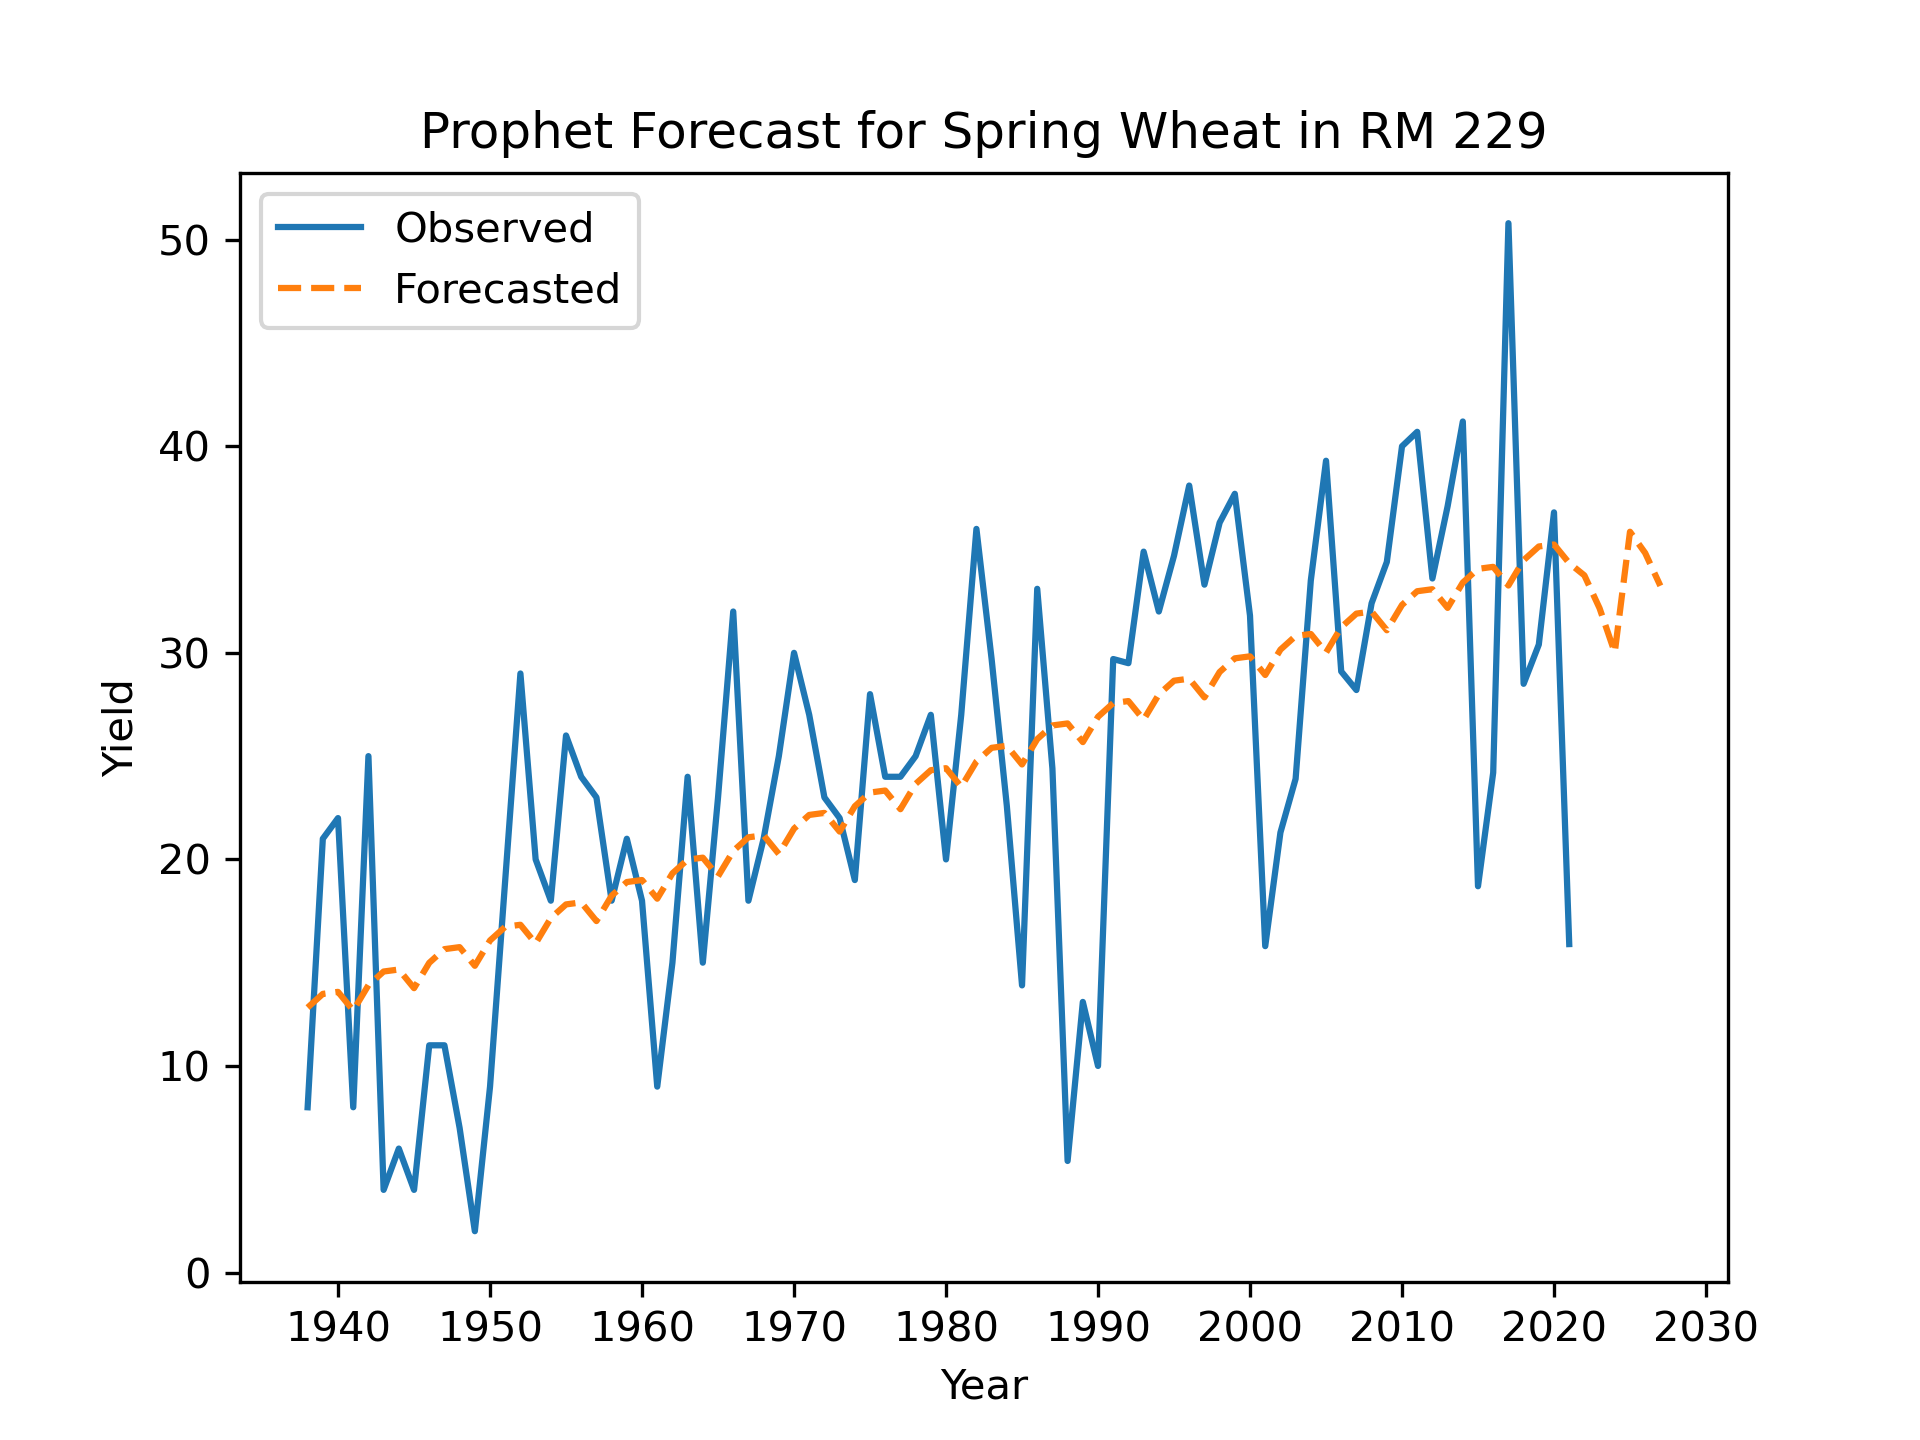 Prophet Forecast for Spring Wheat in RM 229
Observed
Forecasted
50
40
30
20
10
0
Yield
1940 1950 1960 1970 1980 1990 2000 2010 2020 2030
Year